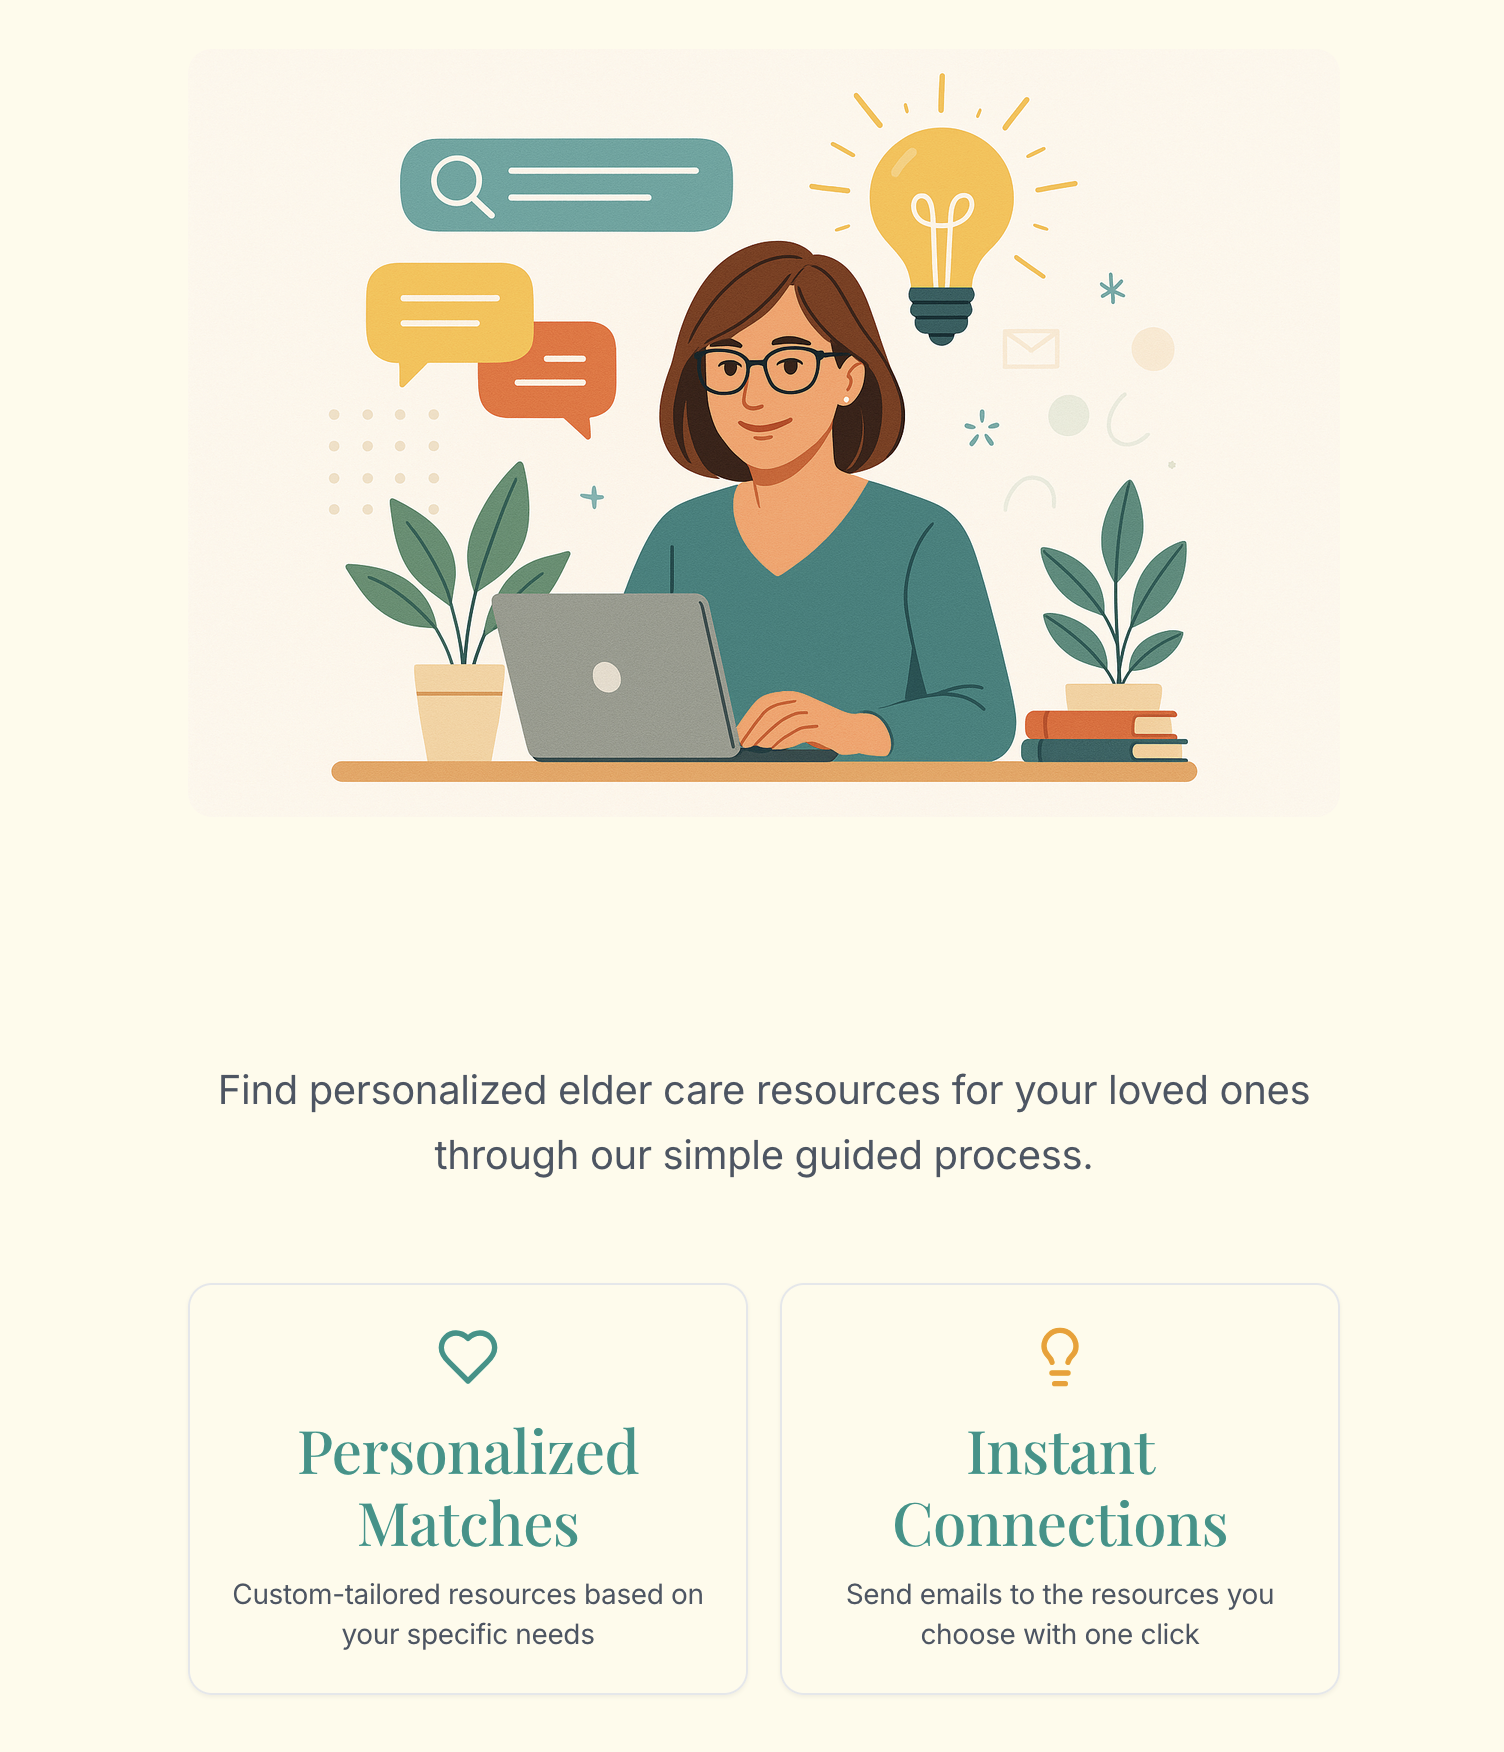 Find personalized elder care resources for your loved ones
through our simple guided process.
Personalized
Matches
Custom-tailored resources based on
your specific needs
Instant
Connections
Send emails to the resources you
choose with one click